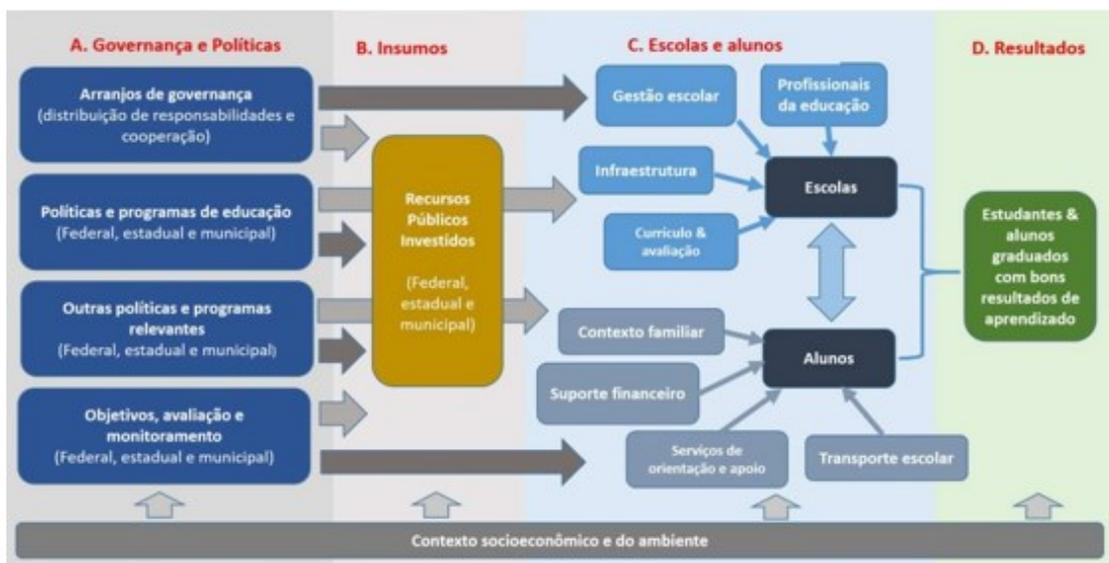 A. Governança e Políticas
B. Insumos
C. Escolas e alunos
D. Resultados
Arranjos de governança
(distribuição de responsabilidades e
cooperação)
Políticas e programas de educação
(Federal, estadual e municipal)
Outras políticas e programas
relevantes
(Federal, estadual e municipal)
Objetivos, avaliação e
monitoramento
(Federal, estadual e municipal)
Recursos
Públicos
Investidos
(Federal,
estadual e
municipal)
Gestão escolar
Profissionais
da educação
Infraestrutura
Escolas
Currículo &
avaliação
Contexto familiar
Alunos
Suporte financeiro
Serviços de
orientação e apoio
Transporte escolar
Estudantes &
alunos
graduados
com bons
resultados de
aprendizado
Contexto socioeconômico e do ambiente